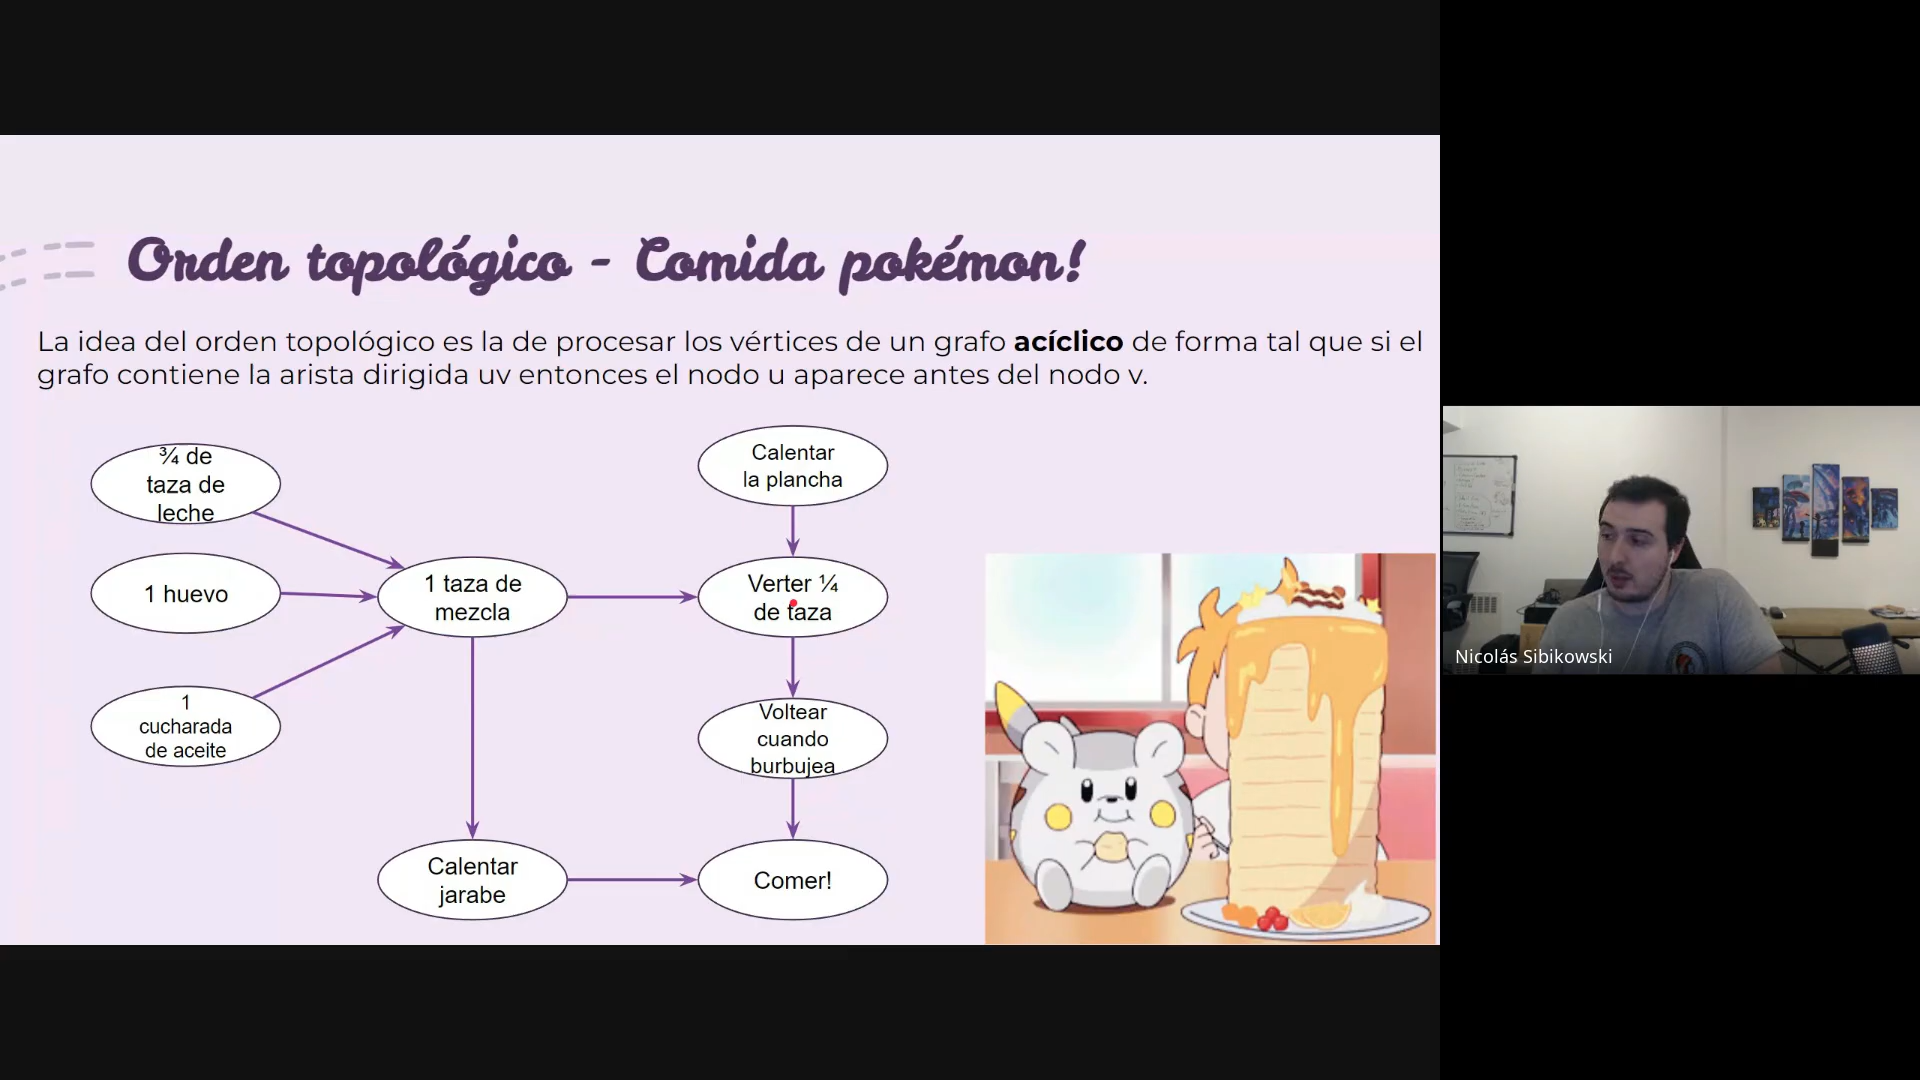 Orden topológico - Comida pokémon!
La idea del orden topológico es la de procesar los vértices de un grafo acíclico de forma tal que si el
grafo contiene la arista dirigida uv entonces el nodo u aparece antes del nodo v.
¾ de
taza de
leche
1 huevo
1
cucharada
de aceite
1 taza de
mezcla
Calentar
jarabe
Calentar
la plancha
Verter ¼
de taza
Voltear
cuando
burbujea
Comer!
Nicolás Sibikowski